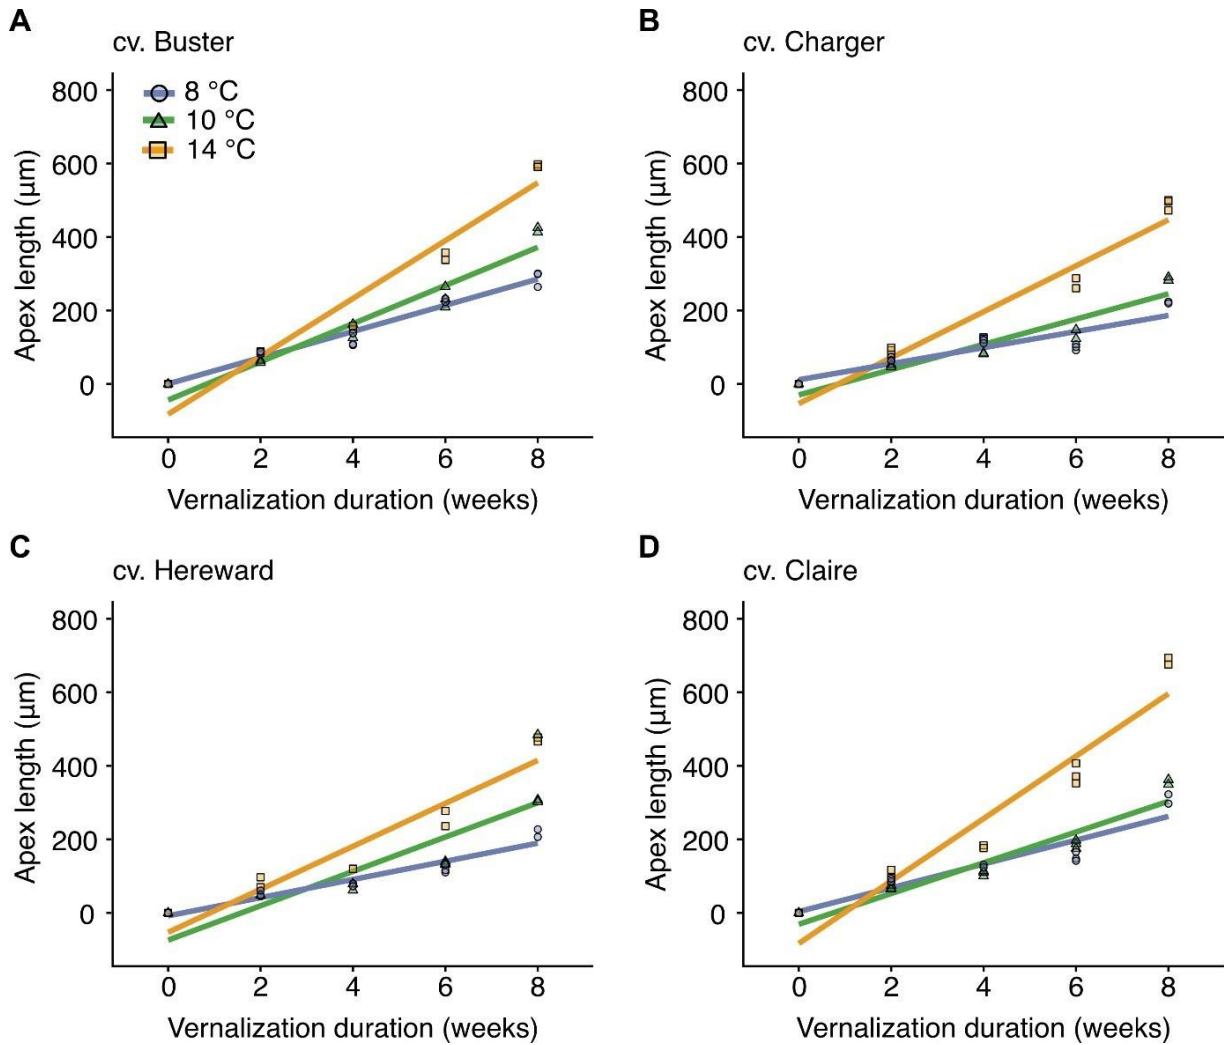 A
cv. Buster
8 °C
10 °C
14 °C
800
600
400
200
0
Apex length (µm)
0 2 4 6 8
Vernalization duration (weeks)
B
cv. Charger
800
600
400
200
0
Apex length (µm)
0 2 4 6 8
Vernalization duration (weeks)
C
cv. Hereward
800
600
400
200
0
Apex length (µm)
0 2 4 6 8
Vernalization duration (weeks)
D
cv. Claire
800
600
400
200
0
Apex length (µm)
0 2 4 6 8
Vernalization duration (weeks)